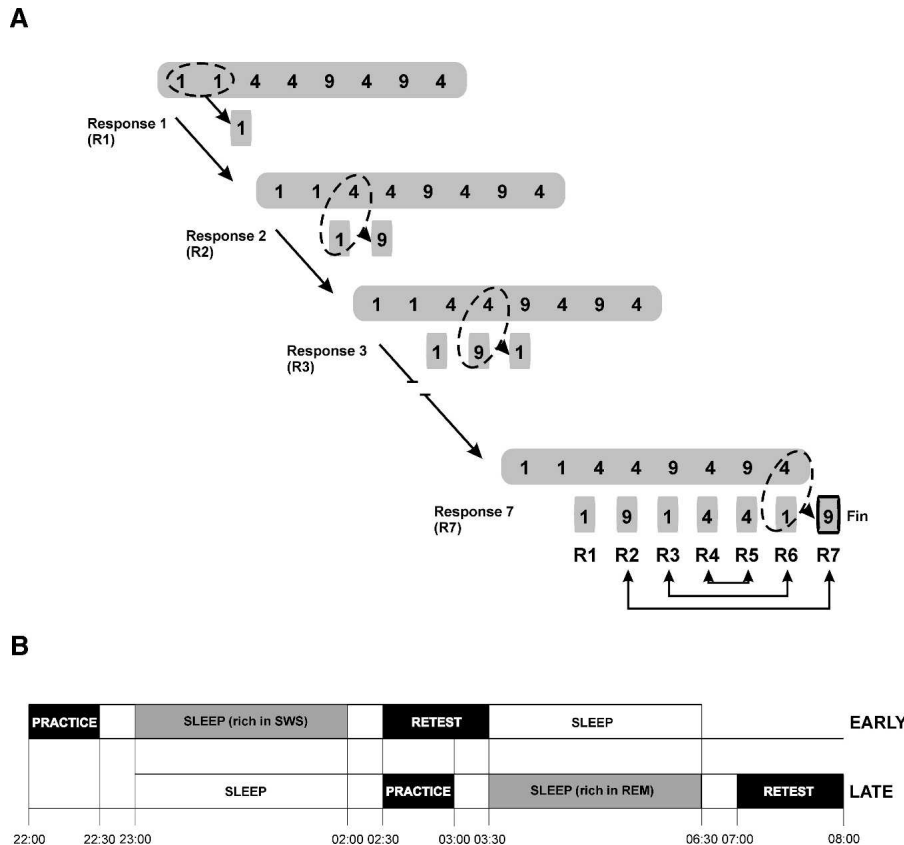 A
1 1 4 4 9 4 9 4
Response 1
(R1)
1
1 1 4 4 9 4 9 4
Response 2
(R2)
1 9
1 1 4 4 9 4 9 4
Response 3
(R3)
1 9 1
1 1 4 4 9 4 9 4
Response 7
(R7)
1 9 1 4 4 1 9 Fin
R1 R2 R3 R4 R5 R6 R7
B
PRACTICE SLEEP (rich in SWS) RETEST SLEEP EARLY
SLEEP PRACTICE SLEEP (rich in REM) RETEST LATE
22:00 22:30 23:00 02:00 02:30 03:00 03:30 06:30 07:00 08:00